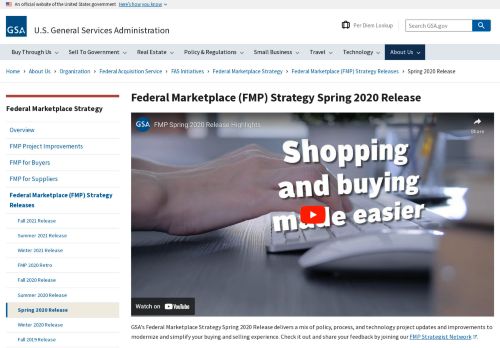 An official website of the United States government Here's how you know
GSA
U.S. General Services Administration
Per Diem Lookup
Search GSA.gov
Buy Through Us
Sell To Government
Real Estate
Policy & Regulations
Small Business
Travel
Technology
About Us
Home › About Us › Organization › Federal Acquisition Service › FAS Initiatives › Federal Marketplace Strategy › Federal Marketplace (FMP) Strategy Releases › Spring 2020 Release
Federal Marketplace Strategy
Overview
FMP Project Improvements
FMP for Buyers
FMP for Suppliers
Federal Marketplace (FMP) Strategy
Releases
Fall 2021 Release
Summer 2021 Release
Winter 2021 Release
FMP 2020 Retro
Fall 2020 Release
Summer 2020 Release
Spring 2020 Release
Winter 2020 Release
Fall 2019 Release
Federal Marketplace (FMP) Strategy Spring 2020 Release
GSA
FMP Spring 2020 Release Highlights
Share
Shopping
and buying
made easier
Watch on YouTube
GSA's Federal Marketplace Strategy Spring 2020 Release delivers a mix of policy, process, and technology project updates and improvements to
modernize and simplify your buying and selling experience. Check it out and share your feedback by joining our FMP Strategist Network.